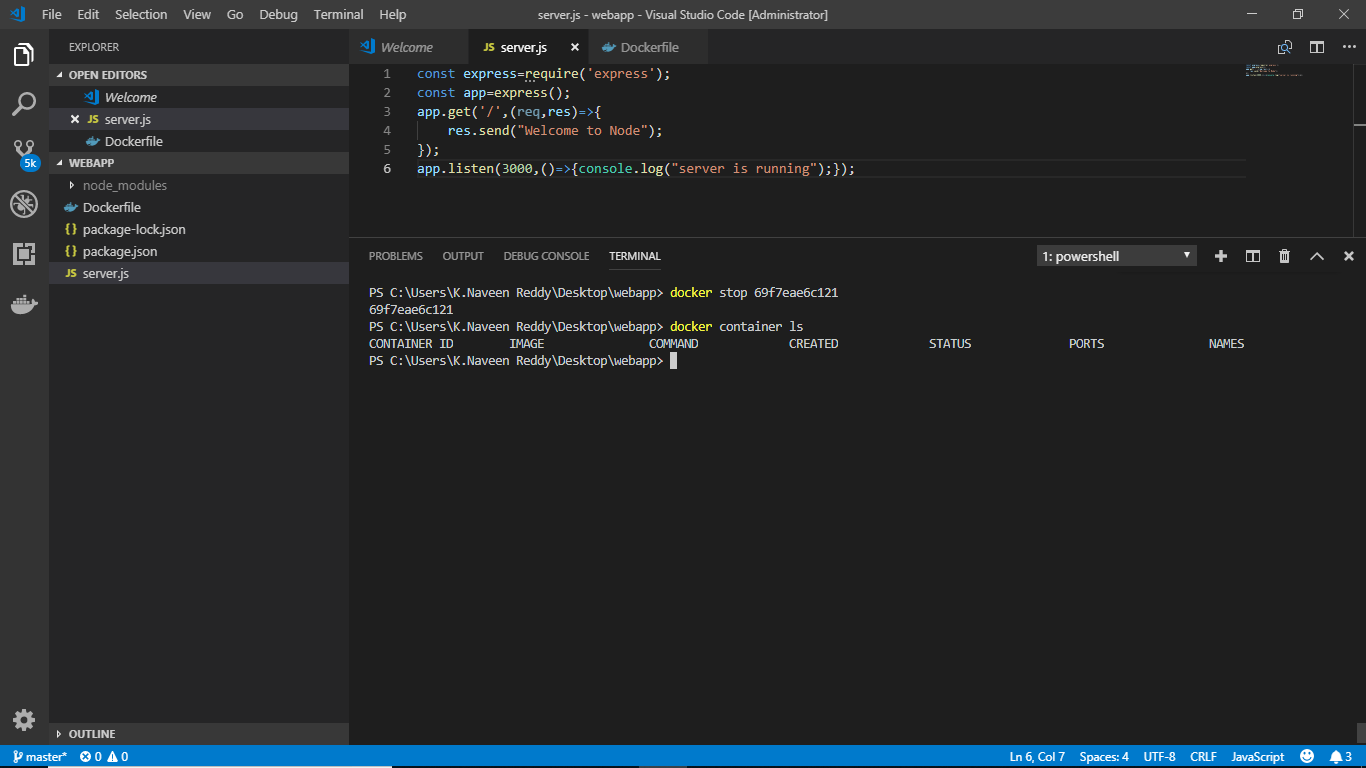 File Edit Selection View Go Debug Terminal Help server.js - webapp - Visual Studio Code [Administrator]
EXPLORER
OPEN EDITORS
Welcome
server.js
Dockerfile
5k
WEBAPP
node_modules
Dockerfile
package-lock.json
package.json
server.js
OUTLINE
Welcome server.js Dockerfile
1 const express=require('express');
2 const app=express();
3 app.get('/',(req,res)=>{
4 res.send("Welcome to Node");
5 });
6 app.listen(3000,()=>{console.log("server is running");});
PROBLEMS OUTPUT DEBUG CONSOLE TERMINAL 1: powershell
PS C:\Users\K.Naveen Reddy\Desktop\webapp> docker stop 69f7eae6c121
69f7eae6c121
PS C:\Users\K.Naveen Reddy\Desktop\webapp> docker container ls
CONTAINER ID IMAGE COMMAND CREATED STATUS PORTS NAMES
PS C:\Users\K.Naveen Reddy\Desktop\webapp>
master* 0 0 Ln 6, Col 7 Spaces: 4 UTF-8 CRLF JavaScript 3